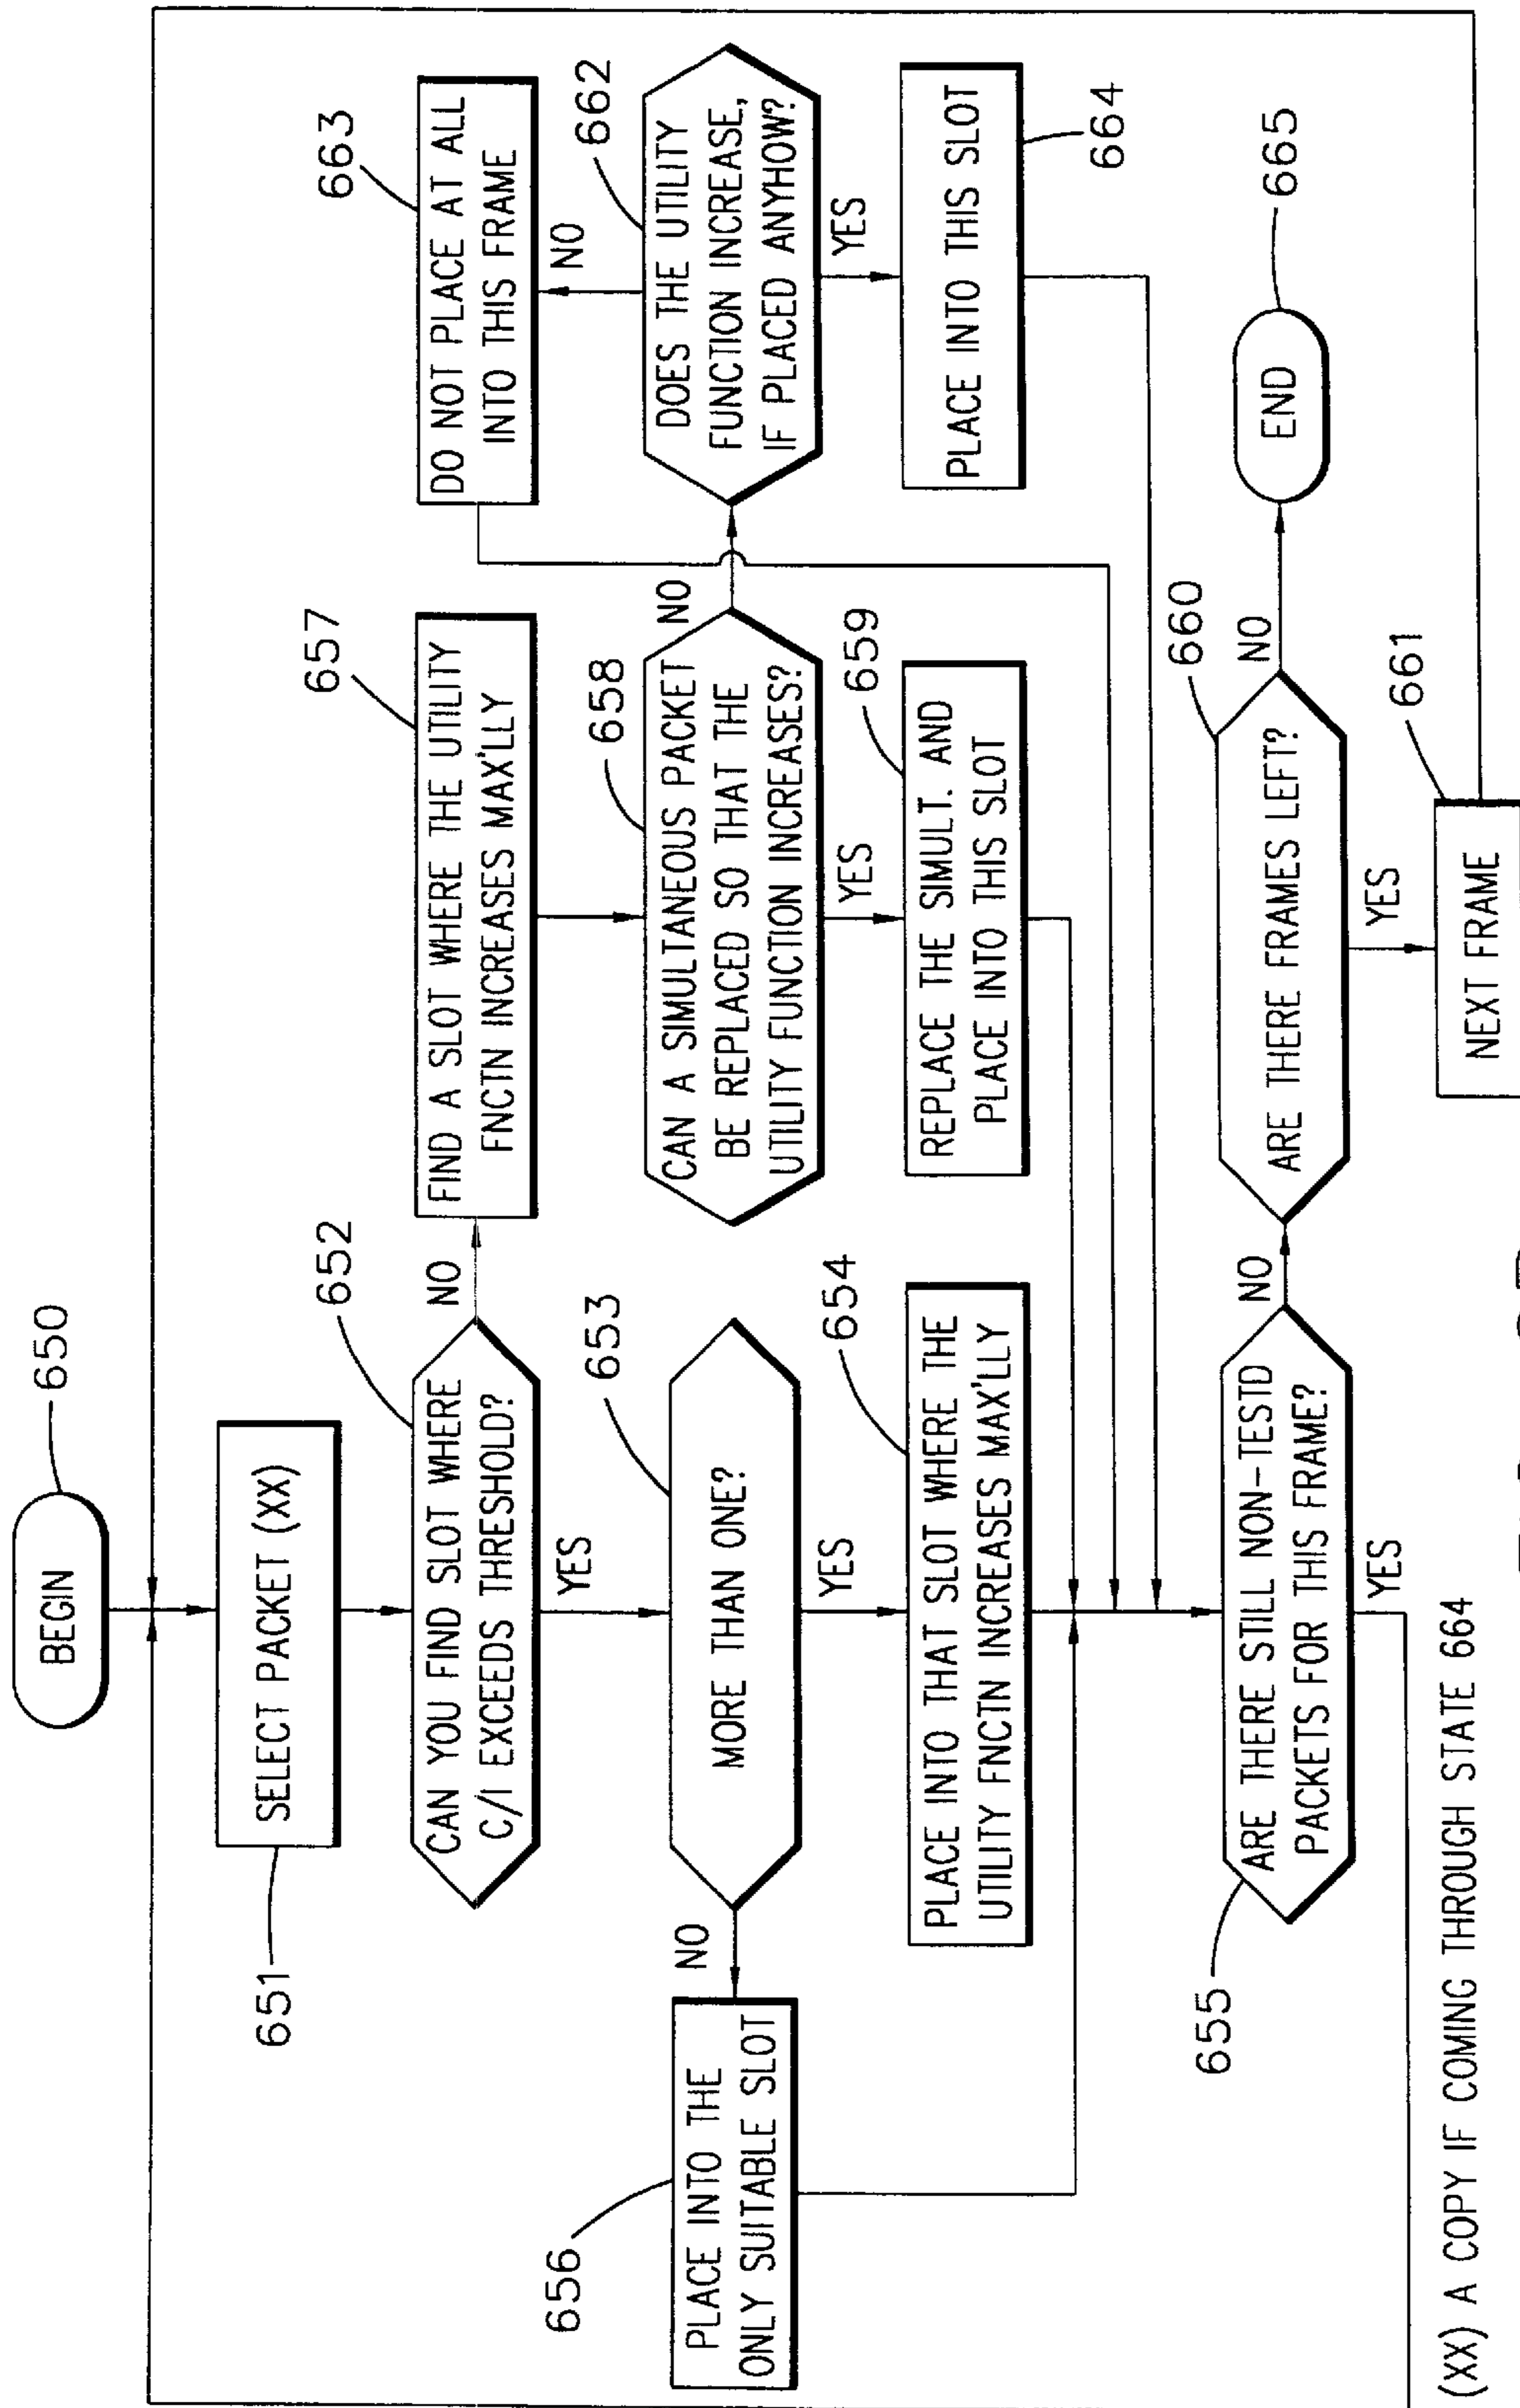 650
BEGIN
651
SELECT PACKET (XX)
652
CAN YOU FIND SLOT WHERE
C/I EXCEEDS THRESHOLD?
NO
YES
657
FIND A SLOT WHERE THE UTILITY
FNCTN INCREASES MAX'LLY
663
DO NOT PLACE AT ALL
INTO THIS FRAME
NO
656
PLACE INTO THE
ONLY SUITABLE SLOT
NO
653
MORE THAN ONE?
YES
658
CAN A SIMULTANEOUS PACKET
BE REPLACED SO THAT THE
UTILITY FUNCTION INCREASES?
NO
YES
662
DOES THE UTILITY
FUNCTION INCREASE,
IF PLACED ANYHOW?
YES
654
PLACE INTO THAT SLOT WHERE THE
UTILITY FNCTN INCREASES MAX'LLY
659
REPLACE THE SIMULT. AND
PLACE INTO THIS SLOT
PLACE INTO THIS SLOT
664
655
ARE THERE STILL NON-TESTD
PACKETS FOR THIS FRAME?
NO
YES
660
ARE THERE FRAMES LEFT?
NO
YES
END
665
661
NEXT FRAME
(XX) A COPY IF COMING THROUGH STATE 664